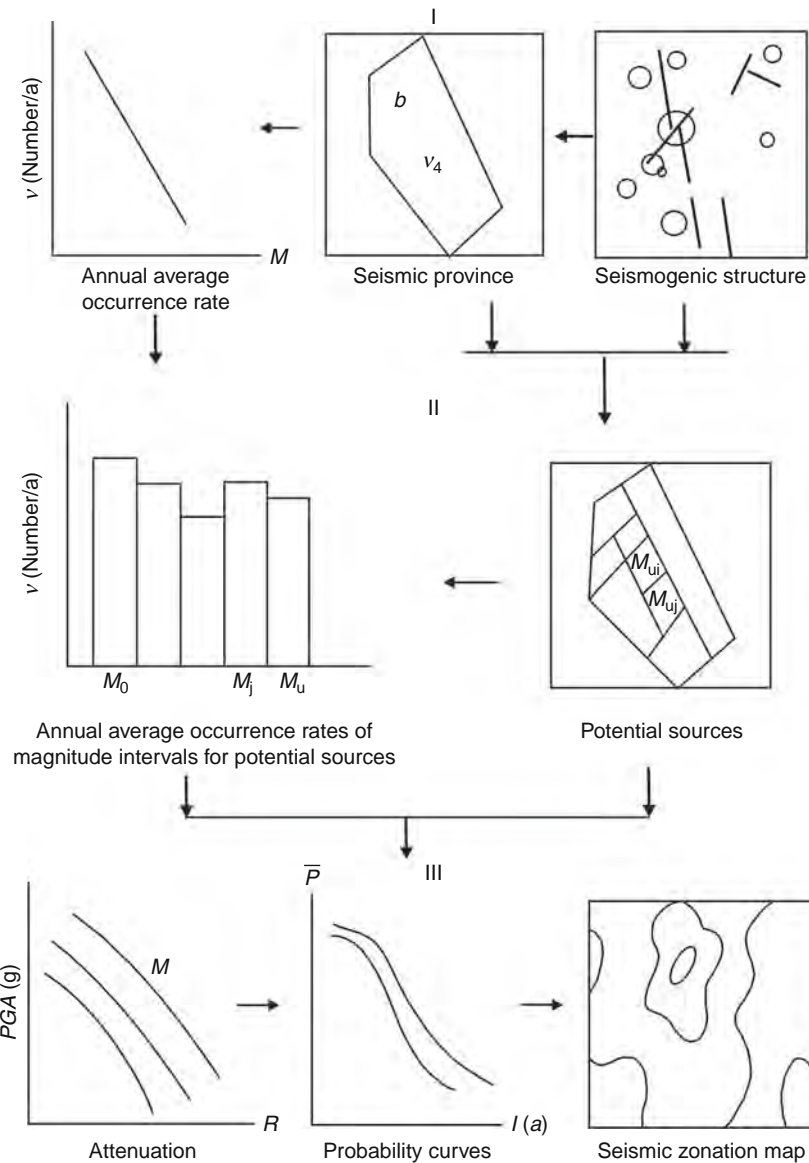 I
ν (Number/a)
M
b
ν4
Annual average
occurrence rate
Seismic province
Seismogenic structure
II
ν (Number/a)
M0
Mj
Mu
Mui
Muj
Annual average occurrence rates of
magnitude intervals for potential sources
Potential sources
III
PGA (g)
M
R
P̅
I (a)
Attenuation
Probability curves
Seismic zonation map